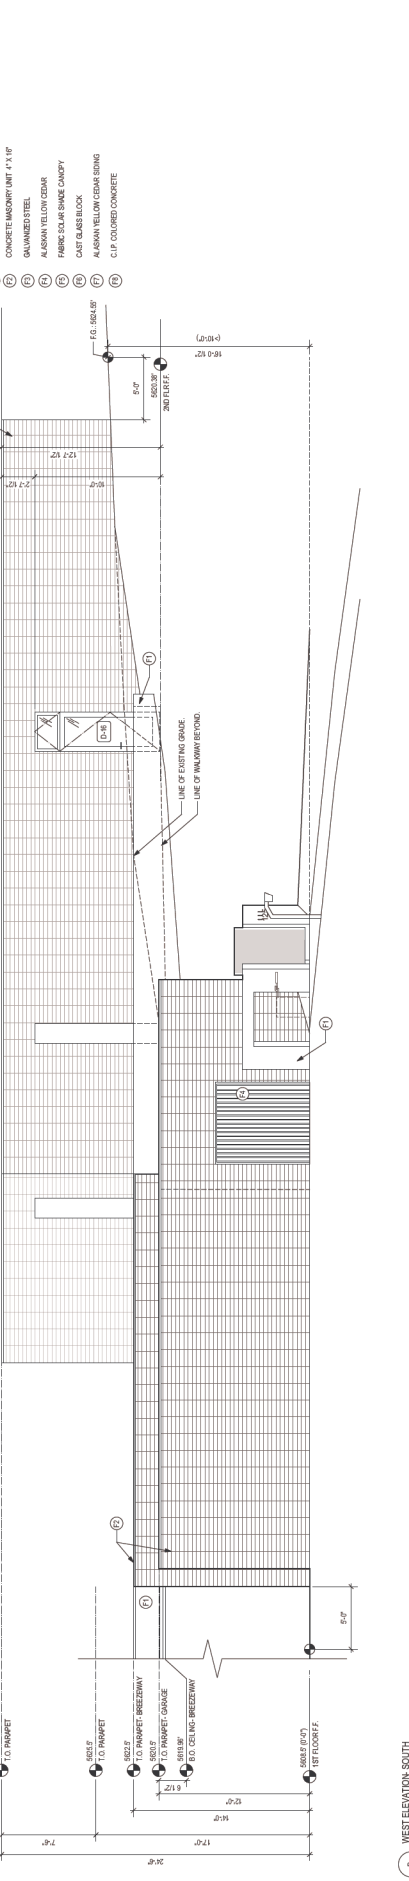 F2 CONCRETE MASONRY UNIT 4" X 16"
F3 GALVANIZED STEEL
F4 ALASKAN YELLOW CEDAR
F5 FABRIC SOLAR SHADE CANOPY
F6 CAST GLASS BLOCK
F7 ALASKAN YELLOW CEDAR SIDING
F8 C.I.P. COLORED CONCRETE
F.G.: 5624.55'
5'-0"
5620.38'
2ND FLR F.F.
(>10'-0")
16'-0 1/2"
12'-7 1/2"
2'-7 1/2"
10'-0"
F1
D-16
LINE OF EXISTING GRADE.
LINE OF WALKWAY BEYOND.
F1
F4
F2
F1
5'-0"
T.O. PARAPET
5625.5'
T.O. PARAPET
5622.5'
T.O. PARAPET- BREEZEWAY
5620.5'
T.O. PARAPET - GARAGE
5619.96'
B.O. CEILING- BREEZEWAY
5608.5' (0'-0")
1ST FLOOR F.F.
6 1/2"
12'-0"
14'-0"
7'-6"
17'-0"
24'-6"
WEST ELEVATION- SOUTH